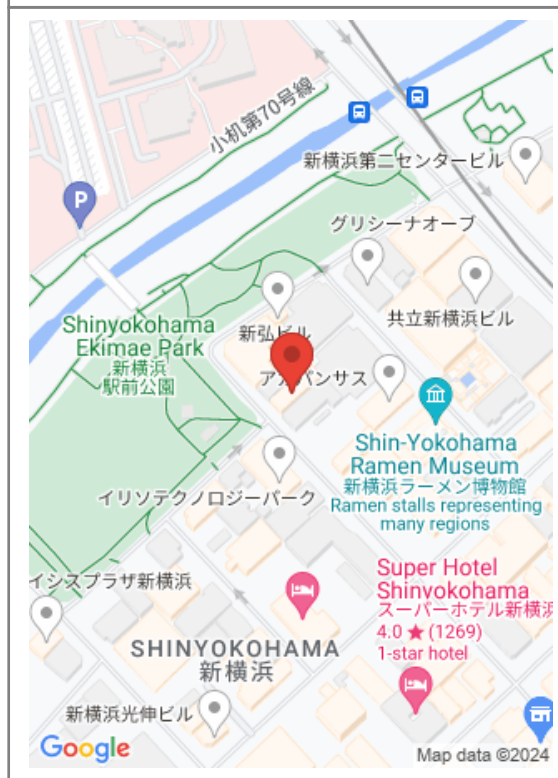 小机第70号線
新横浜第二センタービル
P
グリシーナオーブ
Shinyokohama
Ekimae Park
新横浜
駅前公園
新弘ビル
共立新横浜ビル
Shin-Yokohama
Ramen Museum
新横浜ラーメン博物館
Ramen stalls representing
many regions
イリソテクノロジーパーク
Super Hotel
Shinyokohama
スーパーホテル新横浜
4.0 ★ (1269)
1-star hotel
イシスプラザ新横浜
SHINYOKOHAMA
新横浜
新横浜光伸ビル
Google
Map data ©2024